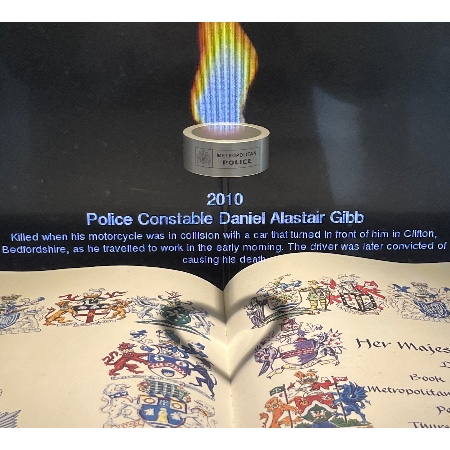 METROPOLITAN
POLICE
2010
Police Constable Daniel Alastair Gibb
Killed when his motorcycle was in collision with a car that turned in front of him in Clifton,
Bedfordshire, as he travelled to work in the early morning. The driver was later convicted of
causing his death
Her Majes
D
Book
Metropolitan
Pe
Thurs